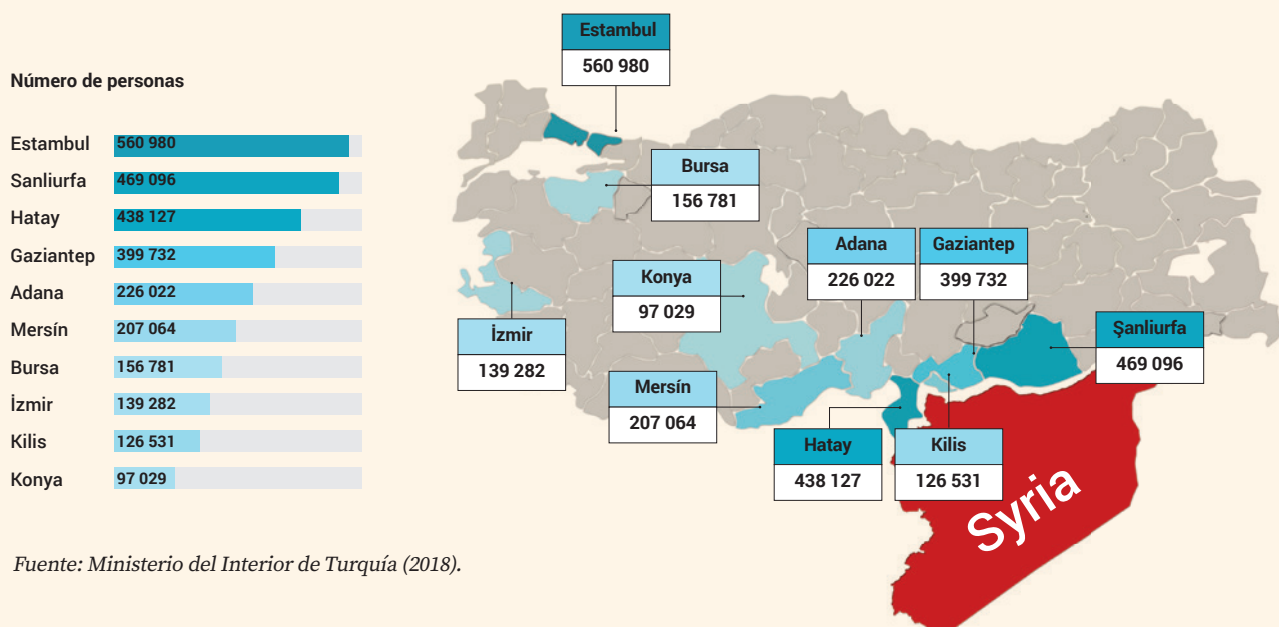 Número de personas
Estambul 560 980
Sanliurfa 469 096
Hatay 438 127
Gaziantep 399 732
Adana 226 022
Mersín 207 064
Bursa 156 781
İzmir 139 282
Kilis 126 531
Konya 97 029
Estambul
560 980
Bursa
156 781
Adana
226 022
Gaziantep
399 732
Konya
97 029
Şanliurfa
469 096
İzmir
139 282
Mersín
207 064
Hatay
438 127
Kilis
126 531
Syria
Fuente: Ministerio del Interior de Turquía (2018).